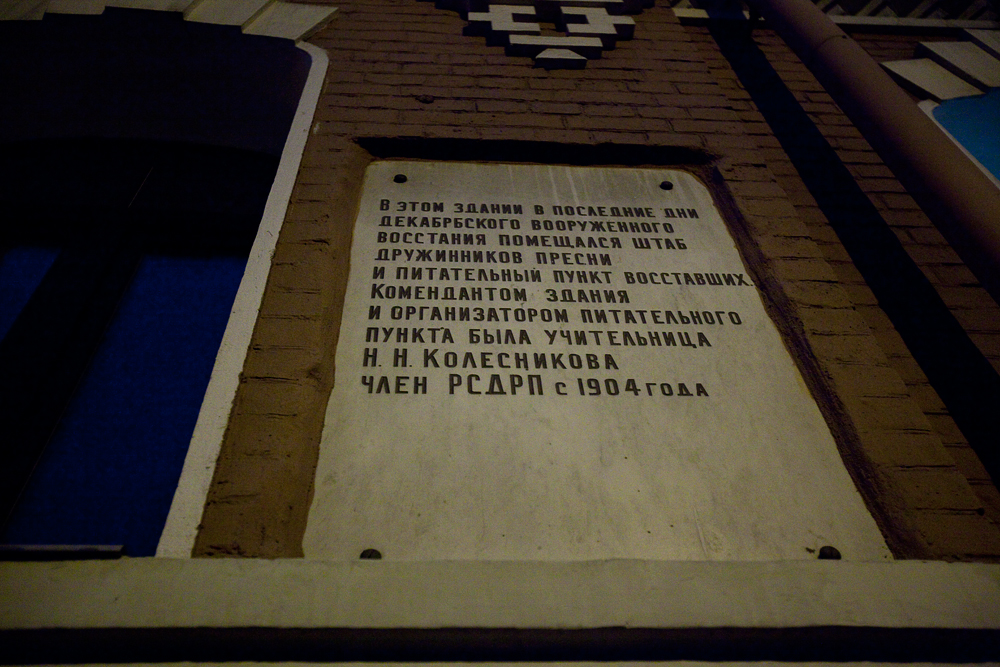 В ЭТОМ ЗДАНИИ В ПОСЛЕДНИЕ ДНИ
ДЕКАБРЬСКОГО ВООРУЖЕННОГО
ВОССТАНИЯ ПОМЕЩАЛСЯ ШТАБ
ДРУЖИННИКОВ ПРЕСНИ
И ПИТАТЕЛЬНЫЙ ПУНКТ ВОССТАВШИХ.
КОМЕНДАНТОМ ЗДАНИЯ
И ОРГАНИЗАТОРОМ ПИТАТЕЛЬНОГО
ПУНКТА БЫЛА УЧИТЕЛЬНИЦА
Н. Н. КОЛЕСНИКОВА
ЧЛЕН РСДРП С 1904 ГОДА